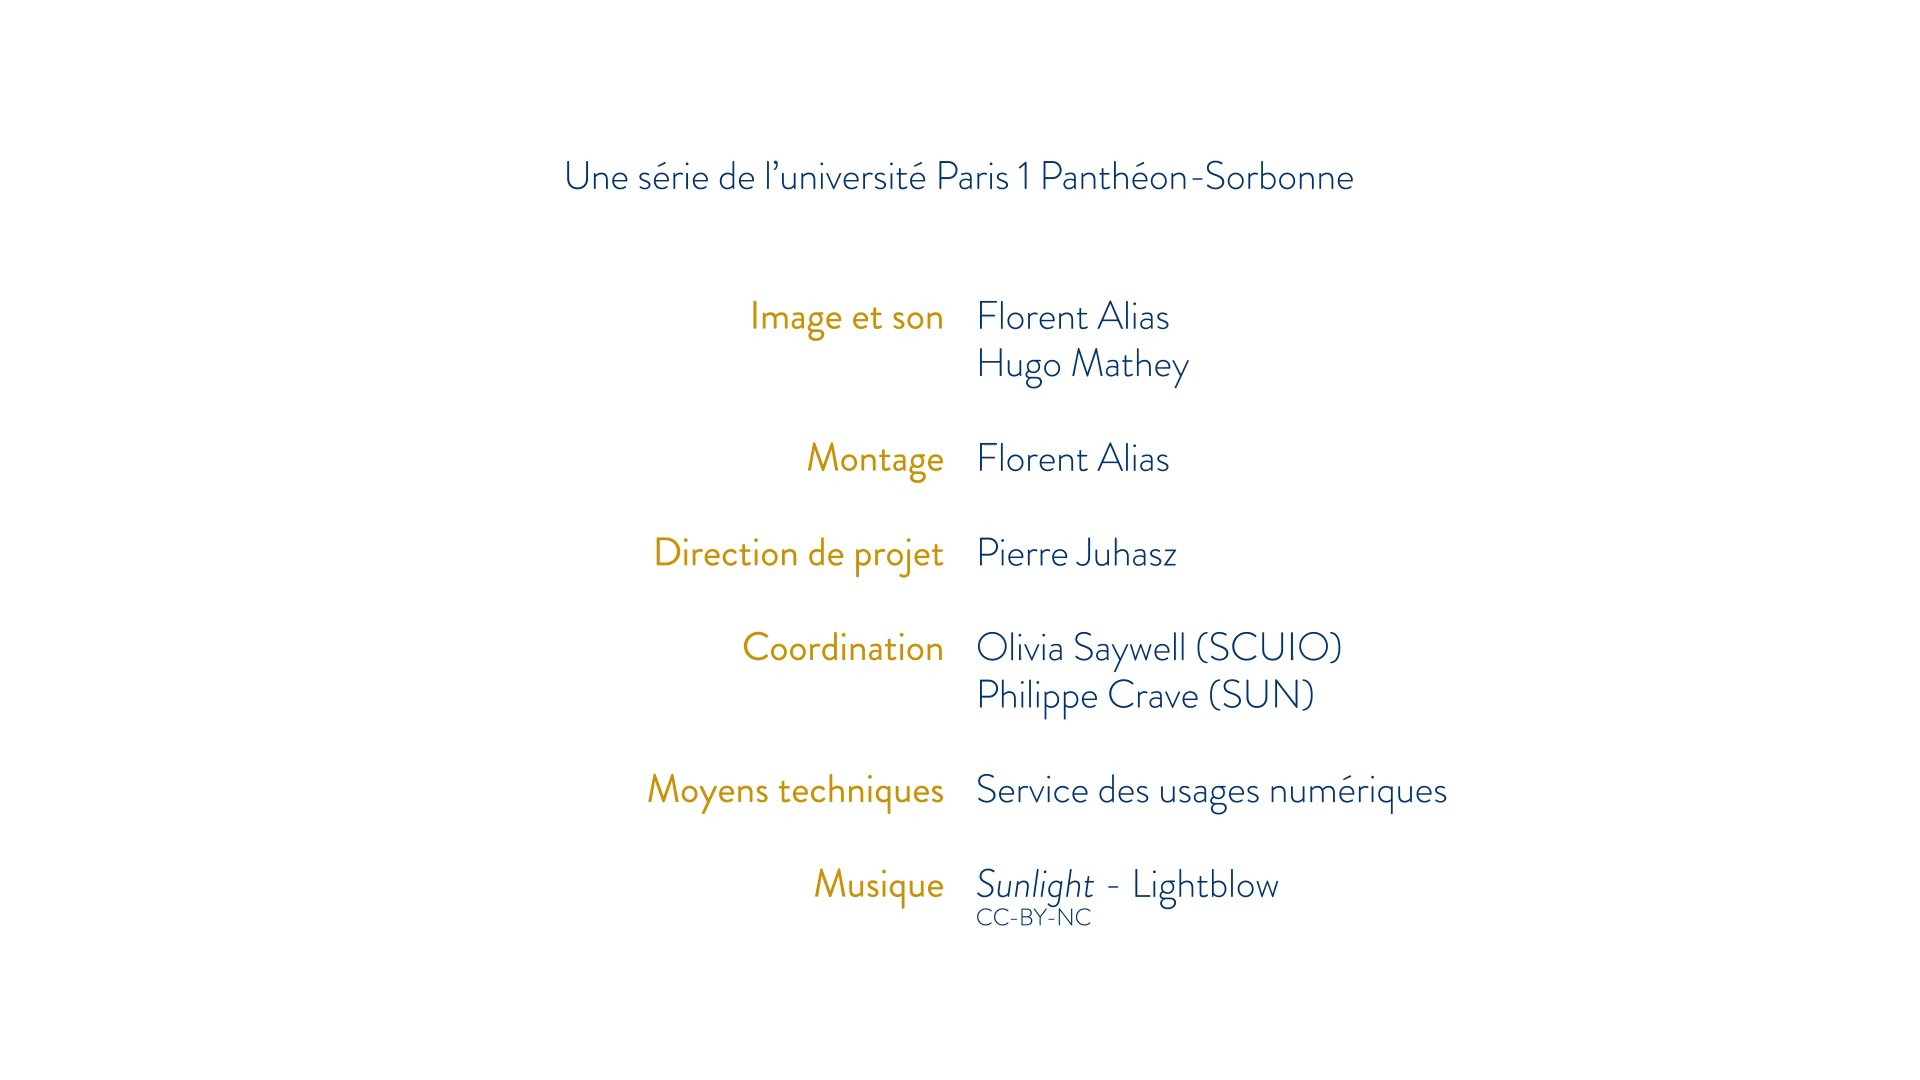 Une série de l’université Paris 1 Panthéon-Sorbonne
Image et son Florent Alias
Hugo Mathey
Montage Florent Alias
Direction de projet Pierre Juhasz
Coordination Olivia Saywell (SCUIO)
Philippe Crave (SUN)
Moyens techniques Service des usages numériques
Musique Sunlight - Lightblow
CC-BY-NC